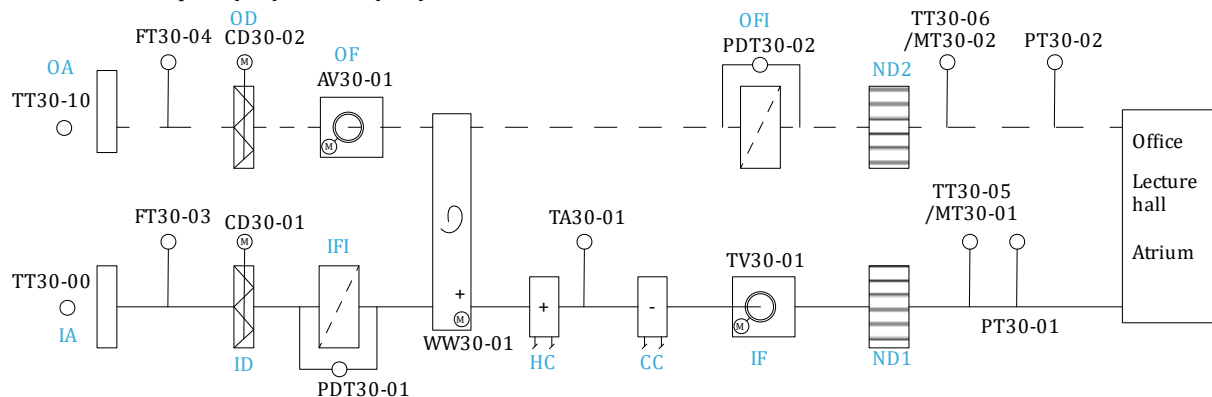 OD
OFI
TT30-06
FT30-04
CD30-02
OF
PDT30-02
/MT30-02
PT30-02
OA
M
AV30-01
ND2
TT30-10
M
Office
Lecture
hall
Atrium
FT30-03
CD30-01
TA30-01
TT30-05
/MT30-01
M
IFI
TV30-01
TT30-00
+
+
-
M
M
IA
PT30-01
WW30-01
ID
HC
CC
IF
ND1
PDT30-01